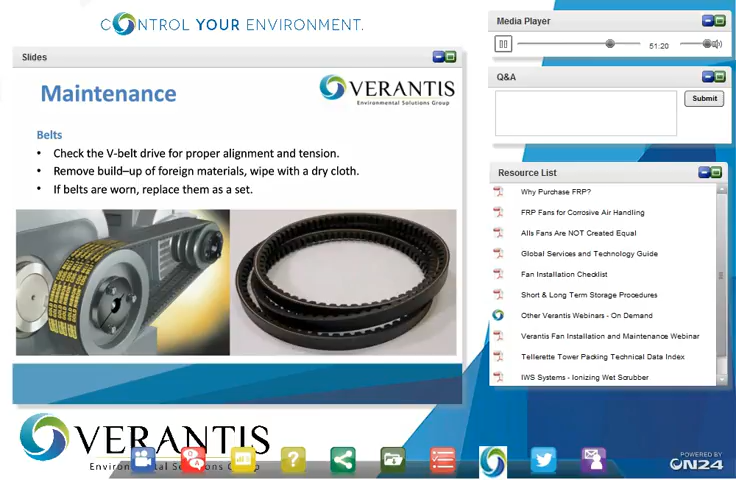 CONTROL YOUR ENVIRONMENT.
Slides
Maintenance
VERANTIS
Environmental Solutions Group
Belts
• Check the V-belt drive for proper alignment and tension.
• Remove build–up of foreign materials, wipe with a dry cloth.
• If belts are worn, replace them as a set.
VERANTIS
Environmental Solutions Group
Media Player
51:20
Q&A
Submit
Resource List
Why Purchase FRP?
FRP Fans for Corrosive Air Handling
Alls Fans Are NOT Created Equal
Global Services and Technology Guide
Fan Installation Checklist
Short & Long Term Storage Procedures
Other Verantis Webinars - On Demand
Verantis Fan Installation and Maintenance Webinar
Tellerette Tower Packing Technical Data Index
IWS Systems - Ionizing Wet Scrubber
Q
A
?
POWERED BY
ON24